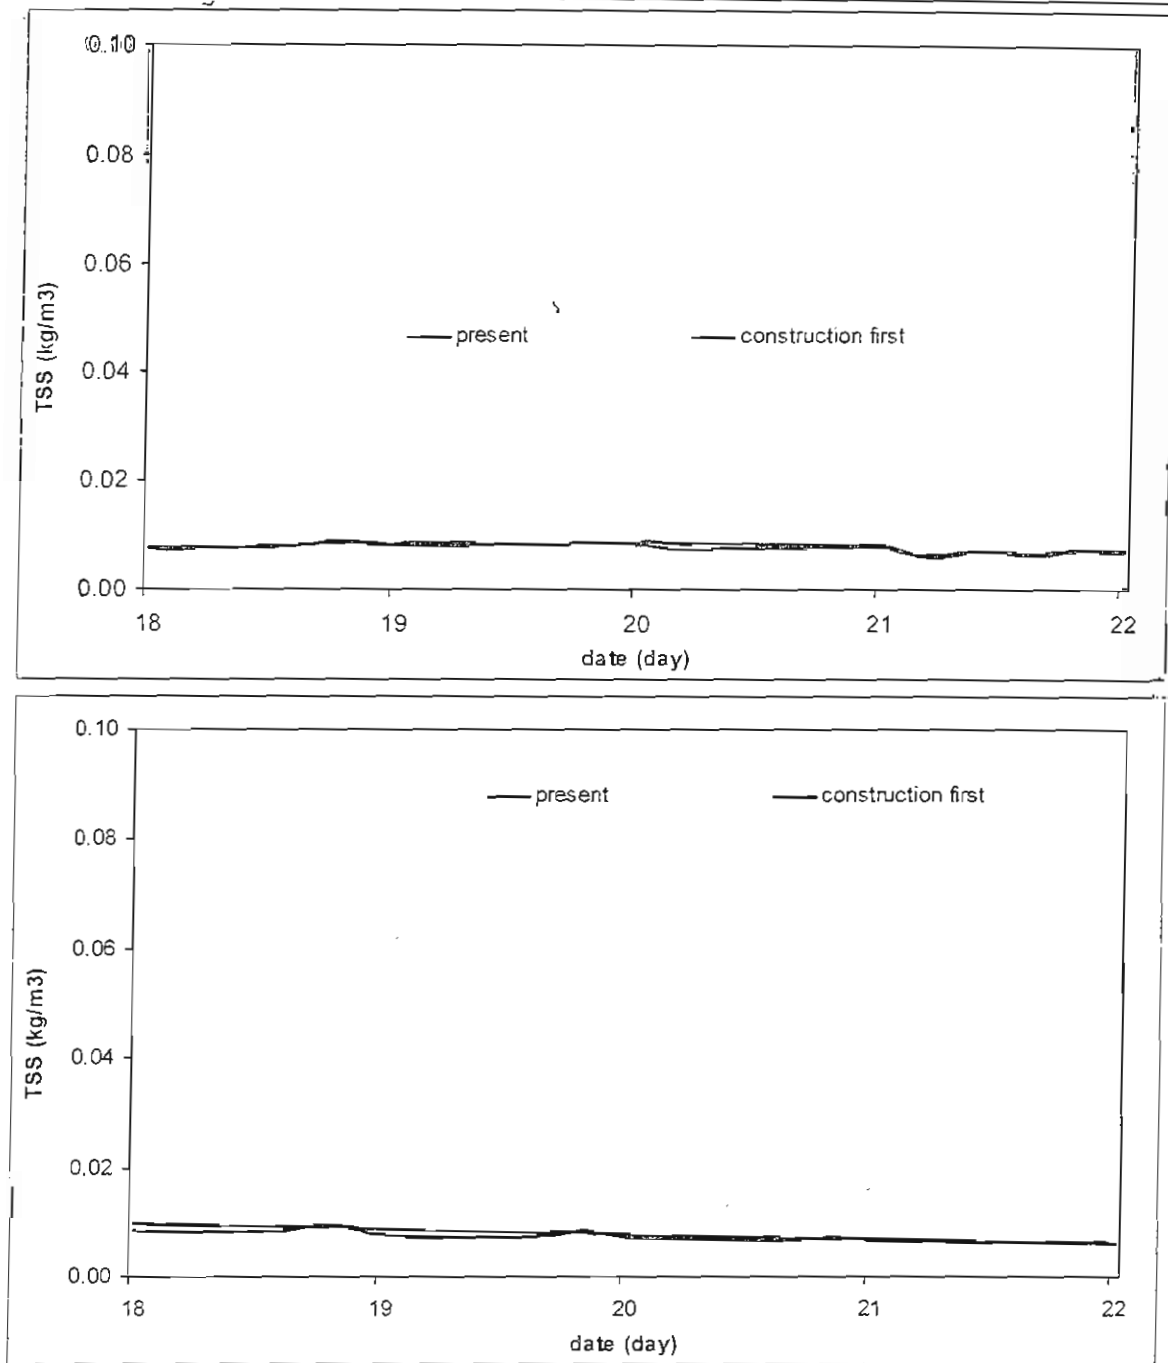 0.10
0.08
0.06
0.04
0.02
0.00
TSS (kg/m3)
present construction first
18 19 20 21 22
date (day)
0.10
present construction first
0.08
0.06
0.04
0.02
0.00
TSS (kg/m3)
18 19 20 21 22
date (day)